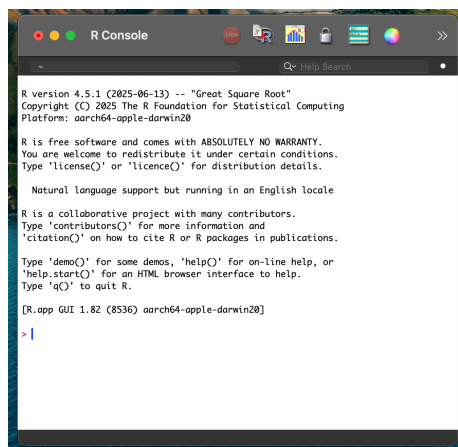 R Console
STOP
~
Help Search
R version 4.5.1 (2025-06-13) -- "Great Square Root"
Copyright (C) 2025 The R Foundation for Statistical Computing
Platform: aarch64-apple-darwin20
R is free software and comes with ABSOLUTELY NO WARRANTY.
You are welcome to redistribute it under certain conditions.
Type 'license()' or 'licence()' for distribution details.
Natural language support but running in an English locale
R is a collaborative project with many contributors.
Type 'contributors()' for more information and
'citation()' on how to cite R or R packages in publications.
Type 'demo()' for some demos, 'help()' for on-line help, or
'help.start()' for an HTML browser interface to help.
Type 'q()' to quit R.
[R.app GUI 1.82 (8536) aarch64-apple-darwin20]
>